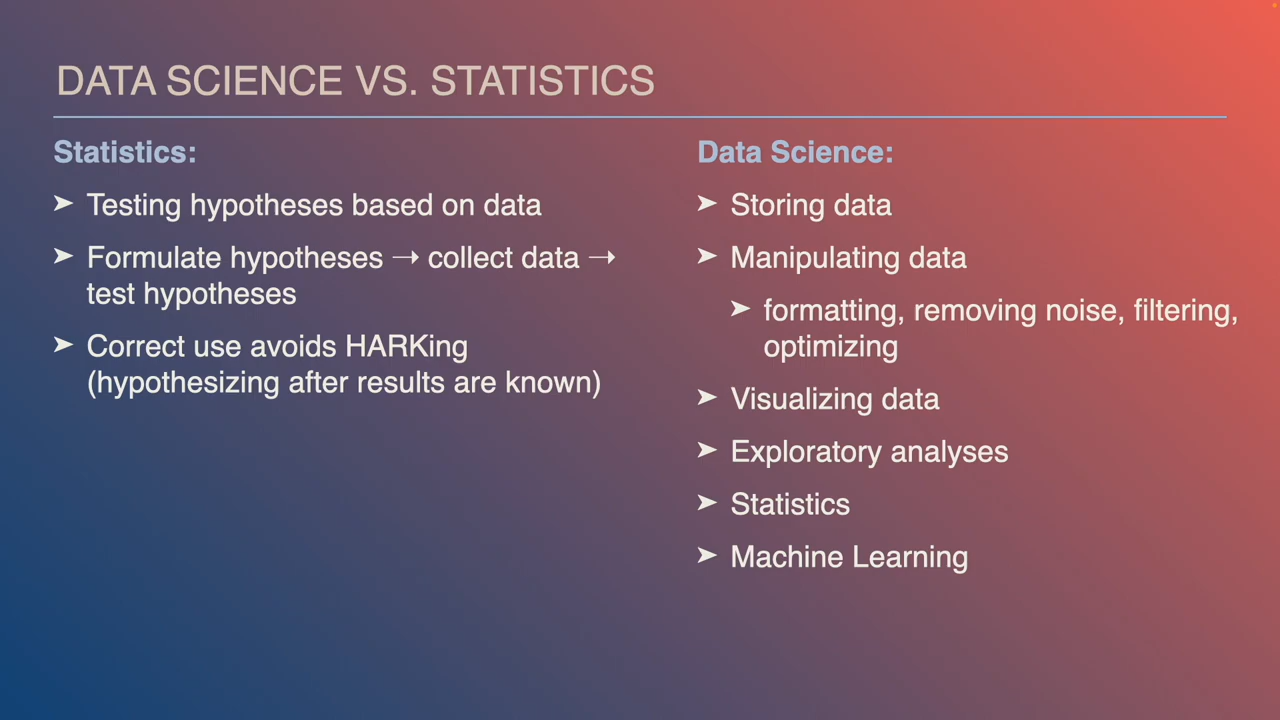 DATA SCIENCE VS. STATISTICS
Statistics:
➤ Testing hypotheses based on data
➤ Formulate hypotheses → collect data →
test hypotheses
➤ Correct use avoids HARKing
(hypothesizing after results are known)
Data Science:
➤ Storing data
➤ Manipulating data
➤ formatting, removing noise, filtering,
optimizing
➤ Visualizing data
➤ Exploratory analyses
➤ Statistics
➤ Machine Learning